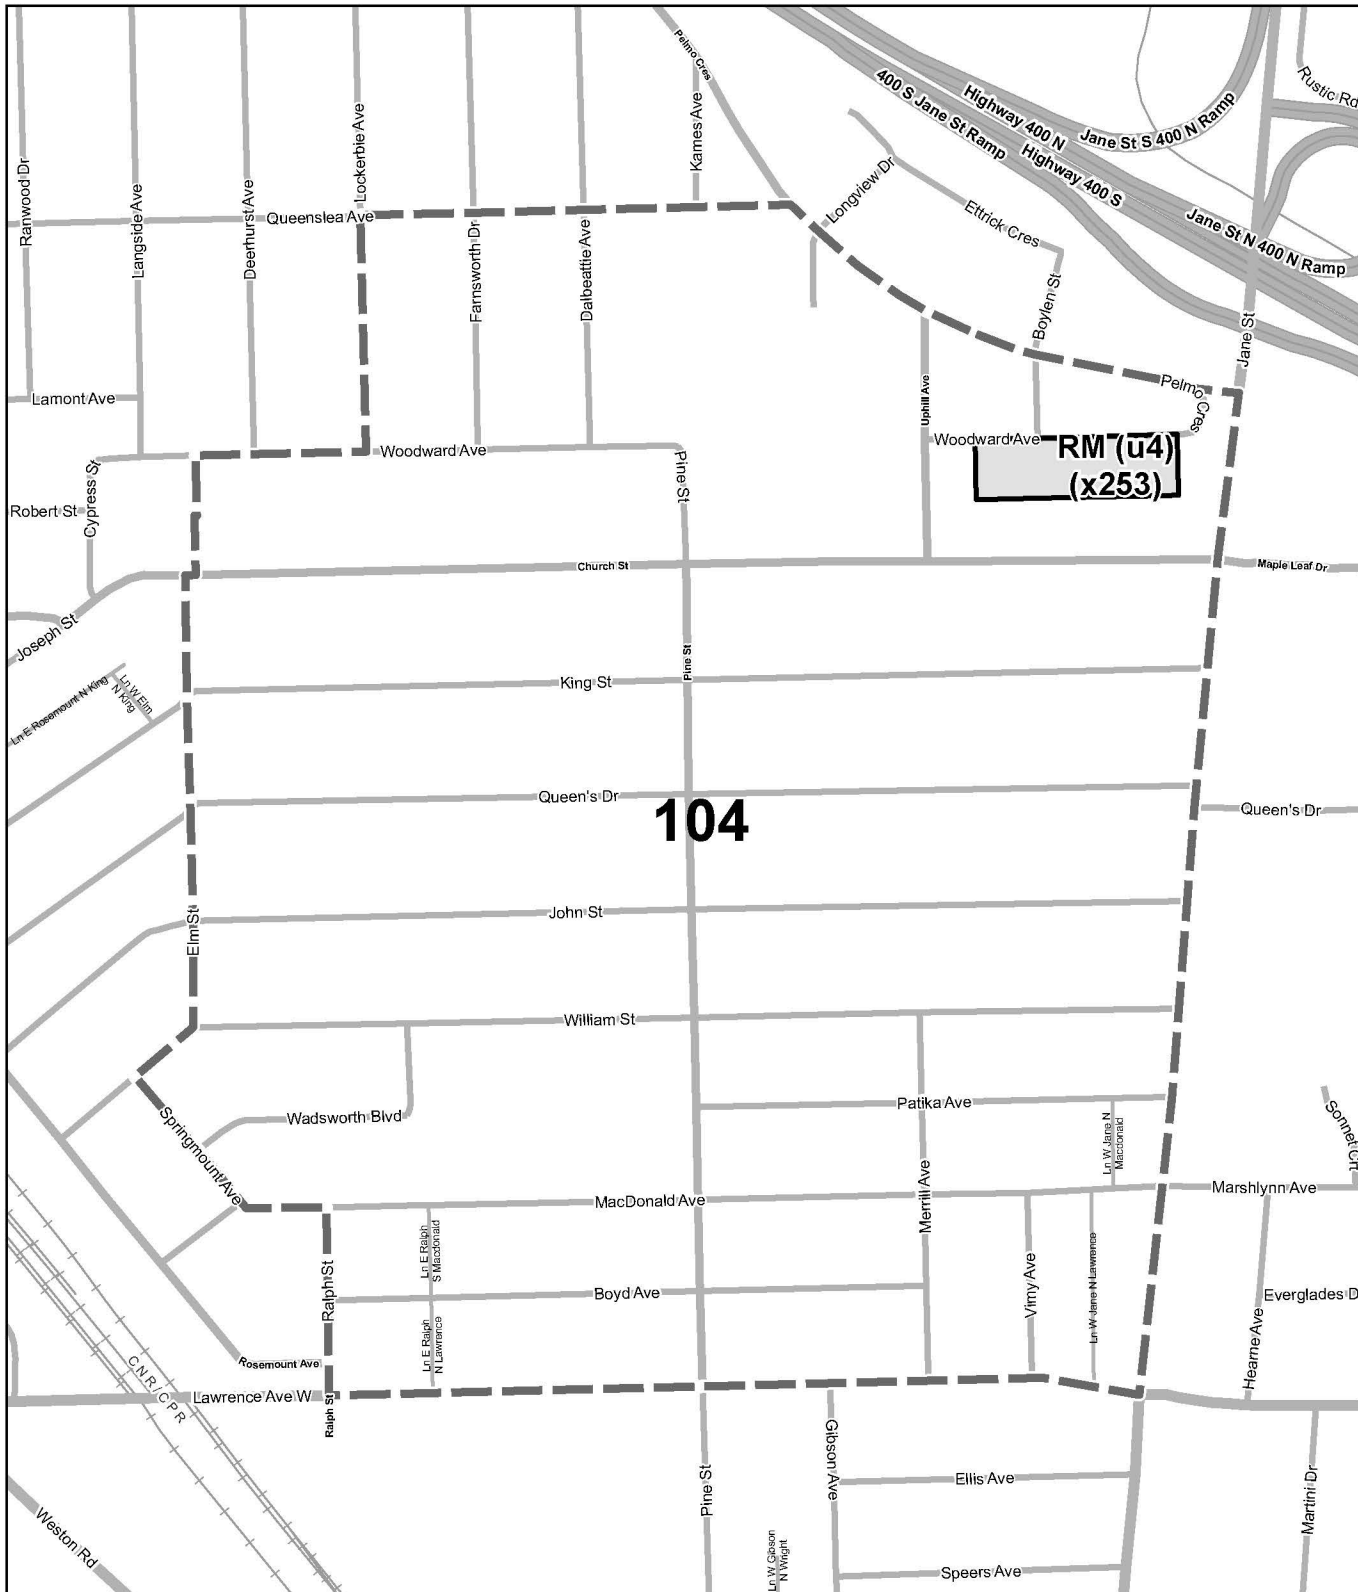 Pelmo Cres
Rustic Rd
400 S Jane St Ramp
Highway 400 N
Jane St S 400 N Ramp
Highway 400 S
Jane St N 400 N Ramp
Ranwood Dr
Langside Ave
Deerhurst Ave
Lockerbie Ave
Queenslea Ave
Farnsworth Dr
Dalbeattie Ave
Kames Ave
Longview Dr
Ettrick Cres
Boylen St
Jane St
Lamont Ave
Uphill Ave
Pelmo Cres
Woodward Ave
Woodward Ave
RM (u4)
(x253)
Pine St
Cypress St
Robert St
Church St
Maple Leaf Dr
Joseph St
Ln E Rosemount N King
Ln W Elm
N King
King St
Pine St
Queen's Dr
104
Queen's Dr
Elm St
John St
William St
Wadsworth Blvd
Springmount Ave
Patika Ave
Ln W Jane N
Macdonald
Sonnet Crt
MacDonald Ave
Merrill Ave
Marshlynn Ave
Ln E Ralph
S Macdonald
Ralph St
Boyd Ave
Vimy Ave
Ln W Jane N Lawrence
Everglades D
Hearne Ave
Ln E Ralph
N Lawrence
Rosemount Ave
CNR/CPR
Lawrence Ave W
Ralph St
Pine St
Gibson Ave
Ellis Ave
Martini Dr
Weston Rd
Ln W Gibson
N Wright
Speers Ave